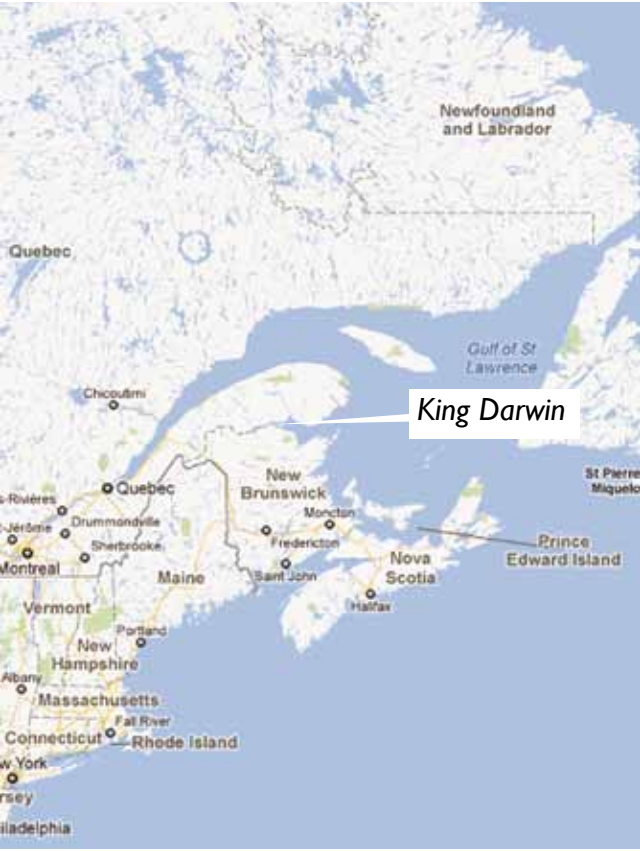 Newfoundland
and Labrador
Quebec
Gulf of St
Lawrence
Chicoutimi
King Darwin
St Pierre
Miquelo
Quebec
New
Brunswick
s-Rivières
Moncton
Drummondville
-Jérôme
Fredericton
Prince
Edward Island
Sherbrooke
Nova
Scotia
Montreal
Maine
Saint John
Halifax
Vermont
Portland
New
Hampshire
Albany
Massachusetts
Fall River
Connecticut
Rhode Island
w York
rsey
iladelphia